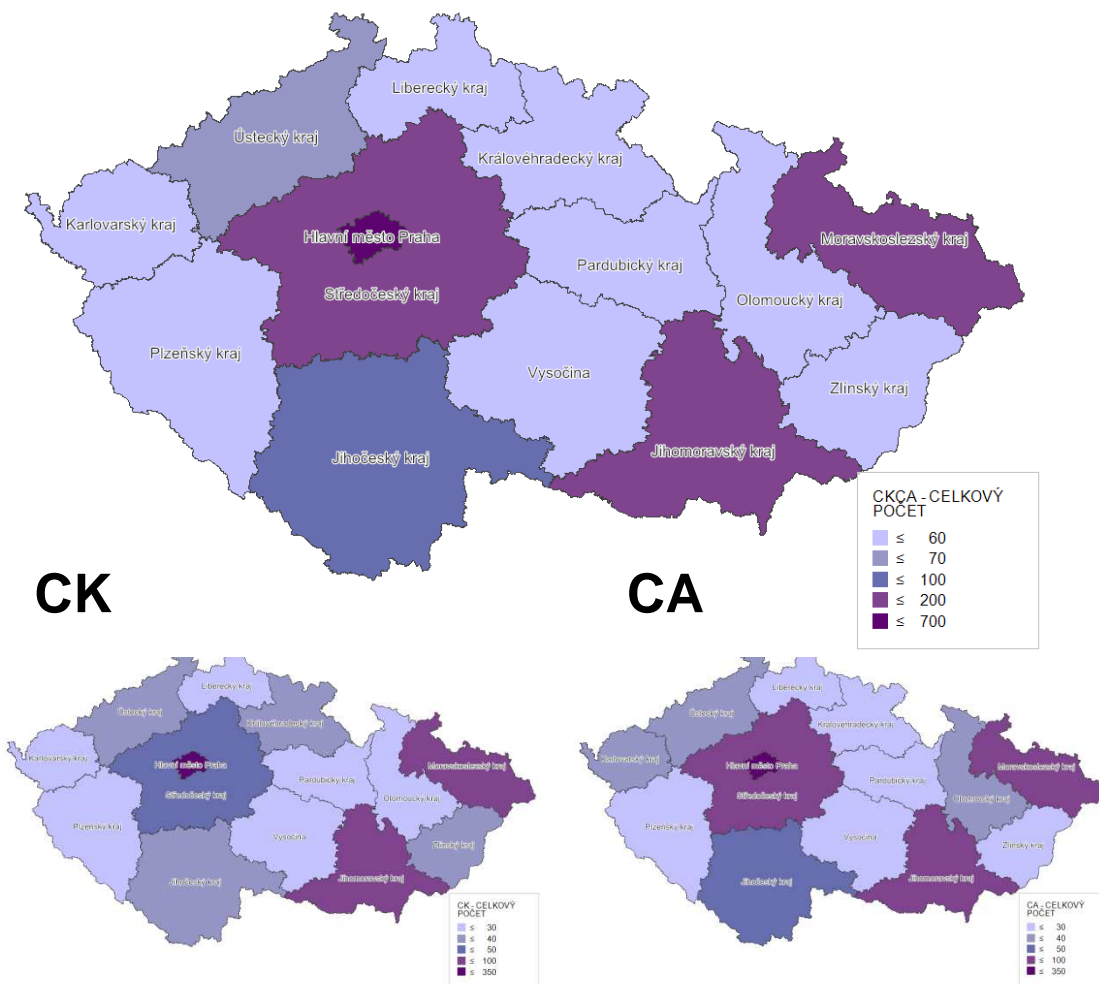 Liberecký kraj
Ústecký kraj
Královéhradecký kraj
Karlovarský kraj
Hlavní město Praha
Moravskoslezský kraj
Pardubický kraj
Středočeský kraj
Olomoucký kraj
Plzeňský kraj
Vysočina
Zlínský kraj
Jihočeský kraj
Jihomoravský kraj
CKCA - CELKOVÝ
POČET
≤ 60
≤ 70
≤ 100
≤ 200
≤ 700
CK
CA
Liberecký kraj
Ústecký kraj
Královéhradecký kraj
Karlovarský kraj
Hlavní město Praha
Moravskoslezský kraj
Pardubický kraj
Středočeský kraj
Olomoucký kraj
Plzeňský kraj
Vysočina
Zlínský kraj
Jihočeský kraj
Jihomoravský kraj
CK - CELKOVÝ
POČET
≤ 30
≤ 40
≤ 50
≤ 100
≤ 350
Liberecký kraj
Ústecký kraj
Královéhradecký kraj
Karlovarský kraj
Hlavní město Praha
Moravskoslezský kraj
Pardubický kraj
Středočeský kraj
Olomoucký kraj
Plzeňský kraj
Vysočina
Zlínský kraj
Jihočeský kraj
Jihomoravský kraj
CA - CELKOVÝ
POČET
≤ 30
≤ 40
≤ 50
≤ 100
≤ 350